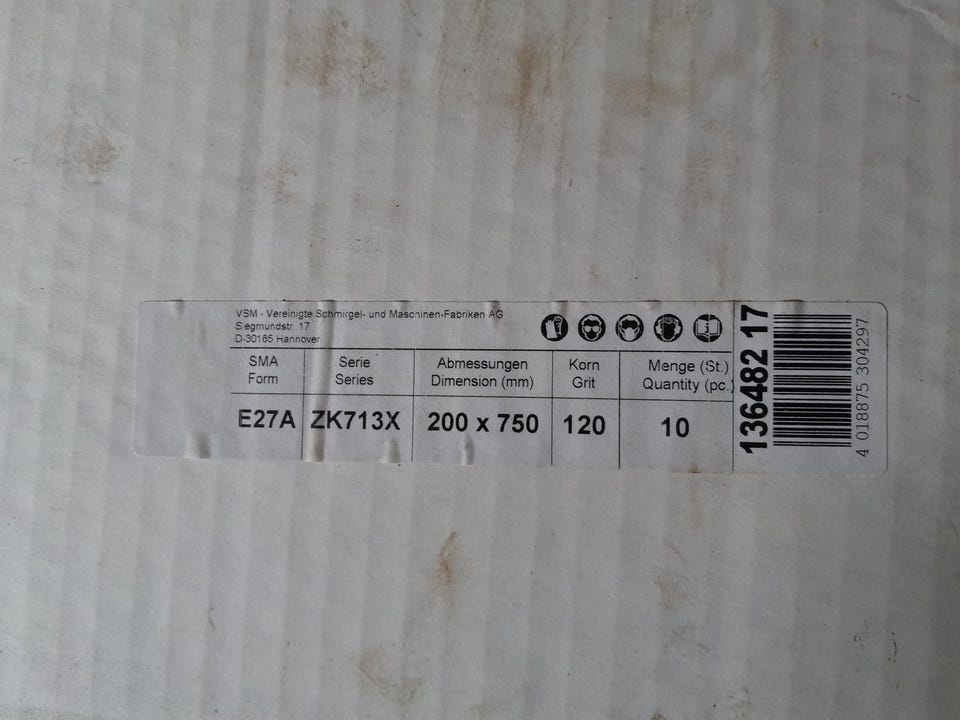 VSM - Vereinigte Schmirgel- und Maschinen-Fabriken AG
Siegmundstr. 17
D-30165 Hannover
SMA Serie Abmessungen Korn Menge (St.)
Form Series Dimension (mm) Grit Quantity (pc.)
E27A ZK713X 200 x 750 120 10
136482 17
4 018875 304297